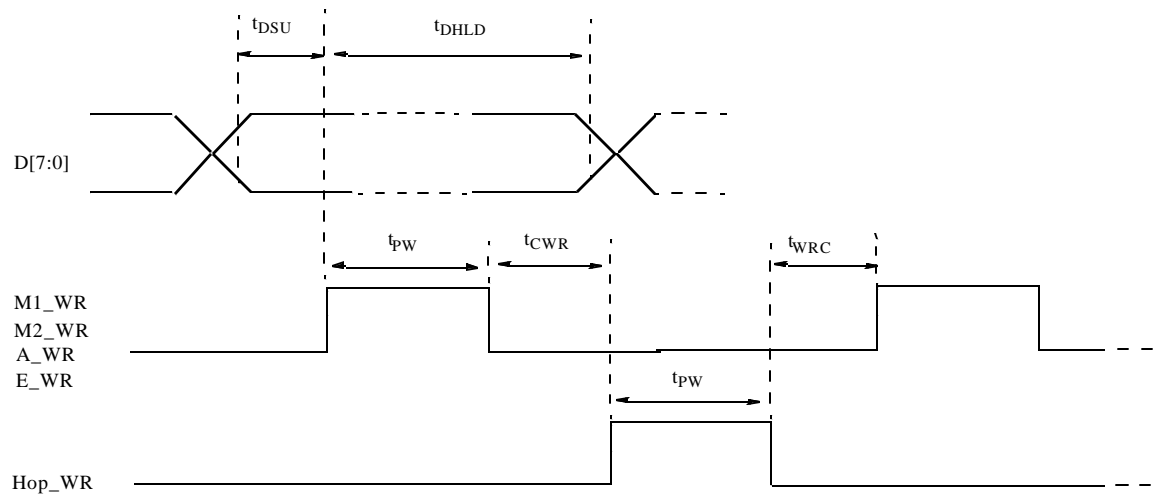 tDSU
tDHLD
D[7:0]
tPW
tCWR
tWRC
M1_WR
M2_WR
A_WR
E_WR
tPW
Hop_WR